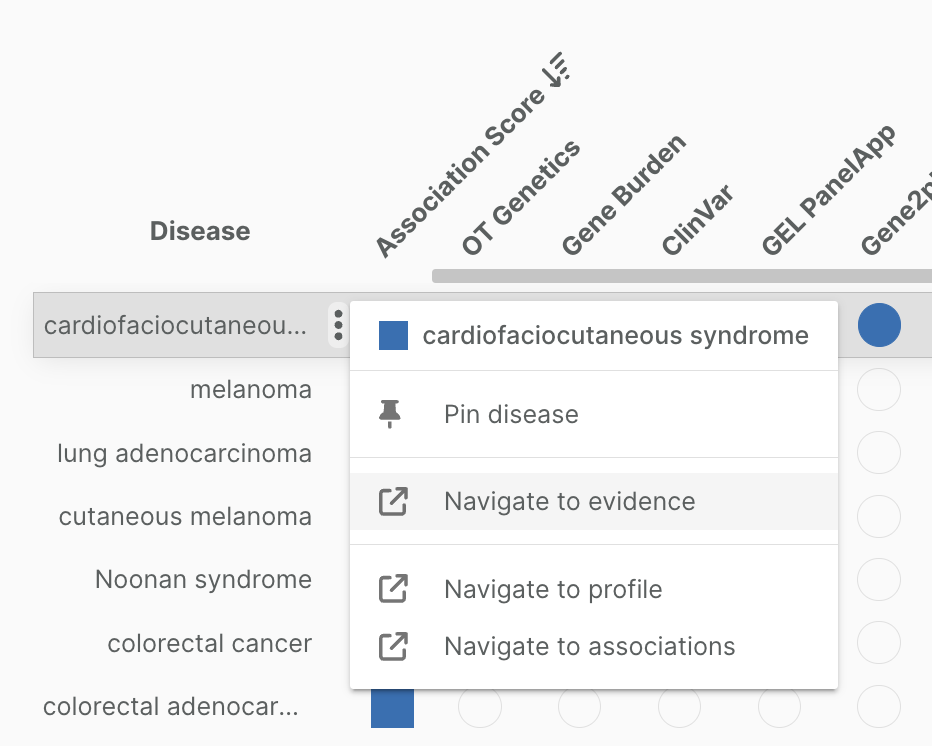 Association Score
OT Genetics
Gene Burden
ClinVar
GEL PanelApp
Disease
cardiofaciocutaneou...
cardiofaciocutaneous syndrome
melanoma
Pin disease
lung adenocarcinoma
Navigate to evidence
cutaneous melanoma
Noonan syndrome
Navigate to profile
colorectal cancer
Navigate to associations
colorectal adenocar...